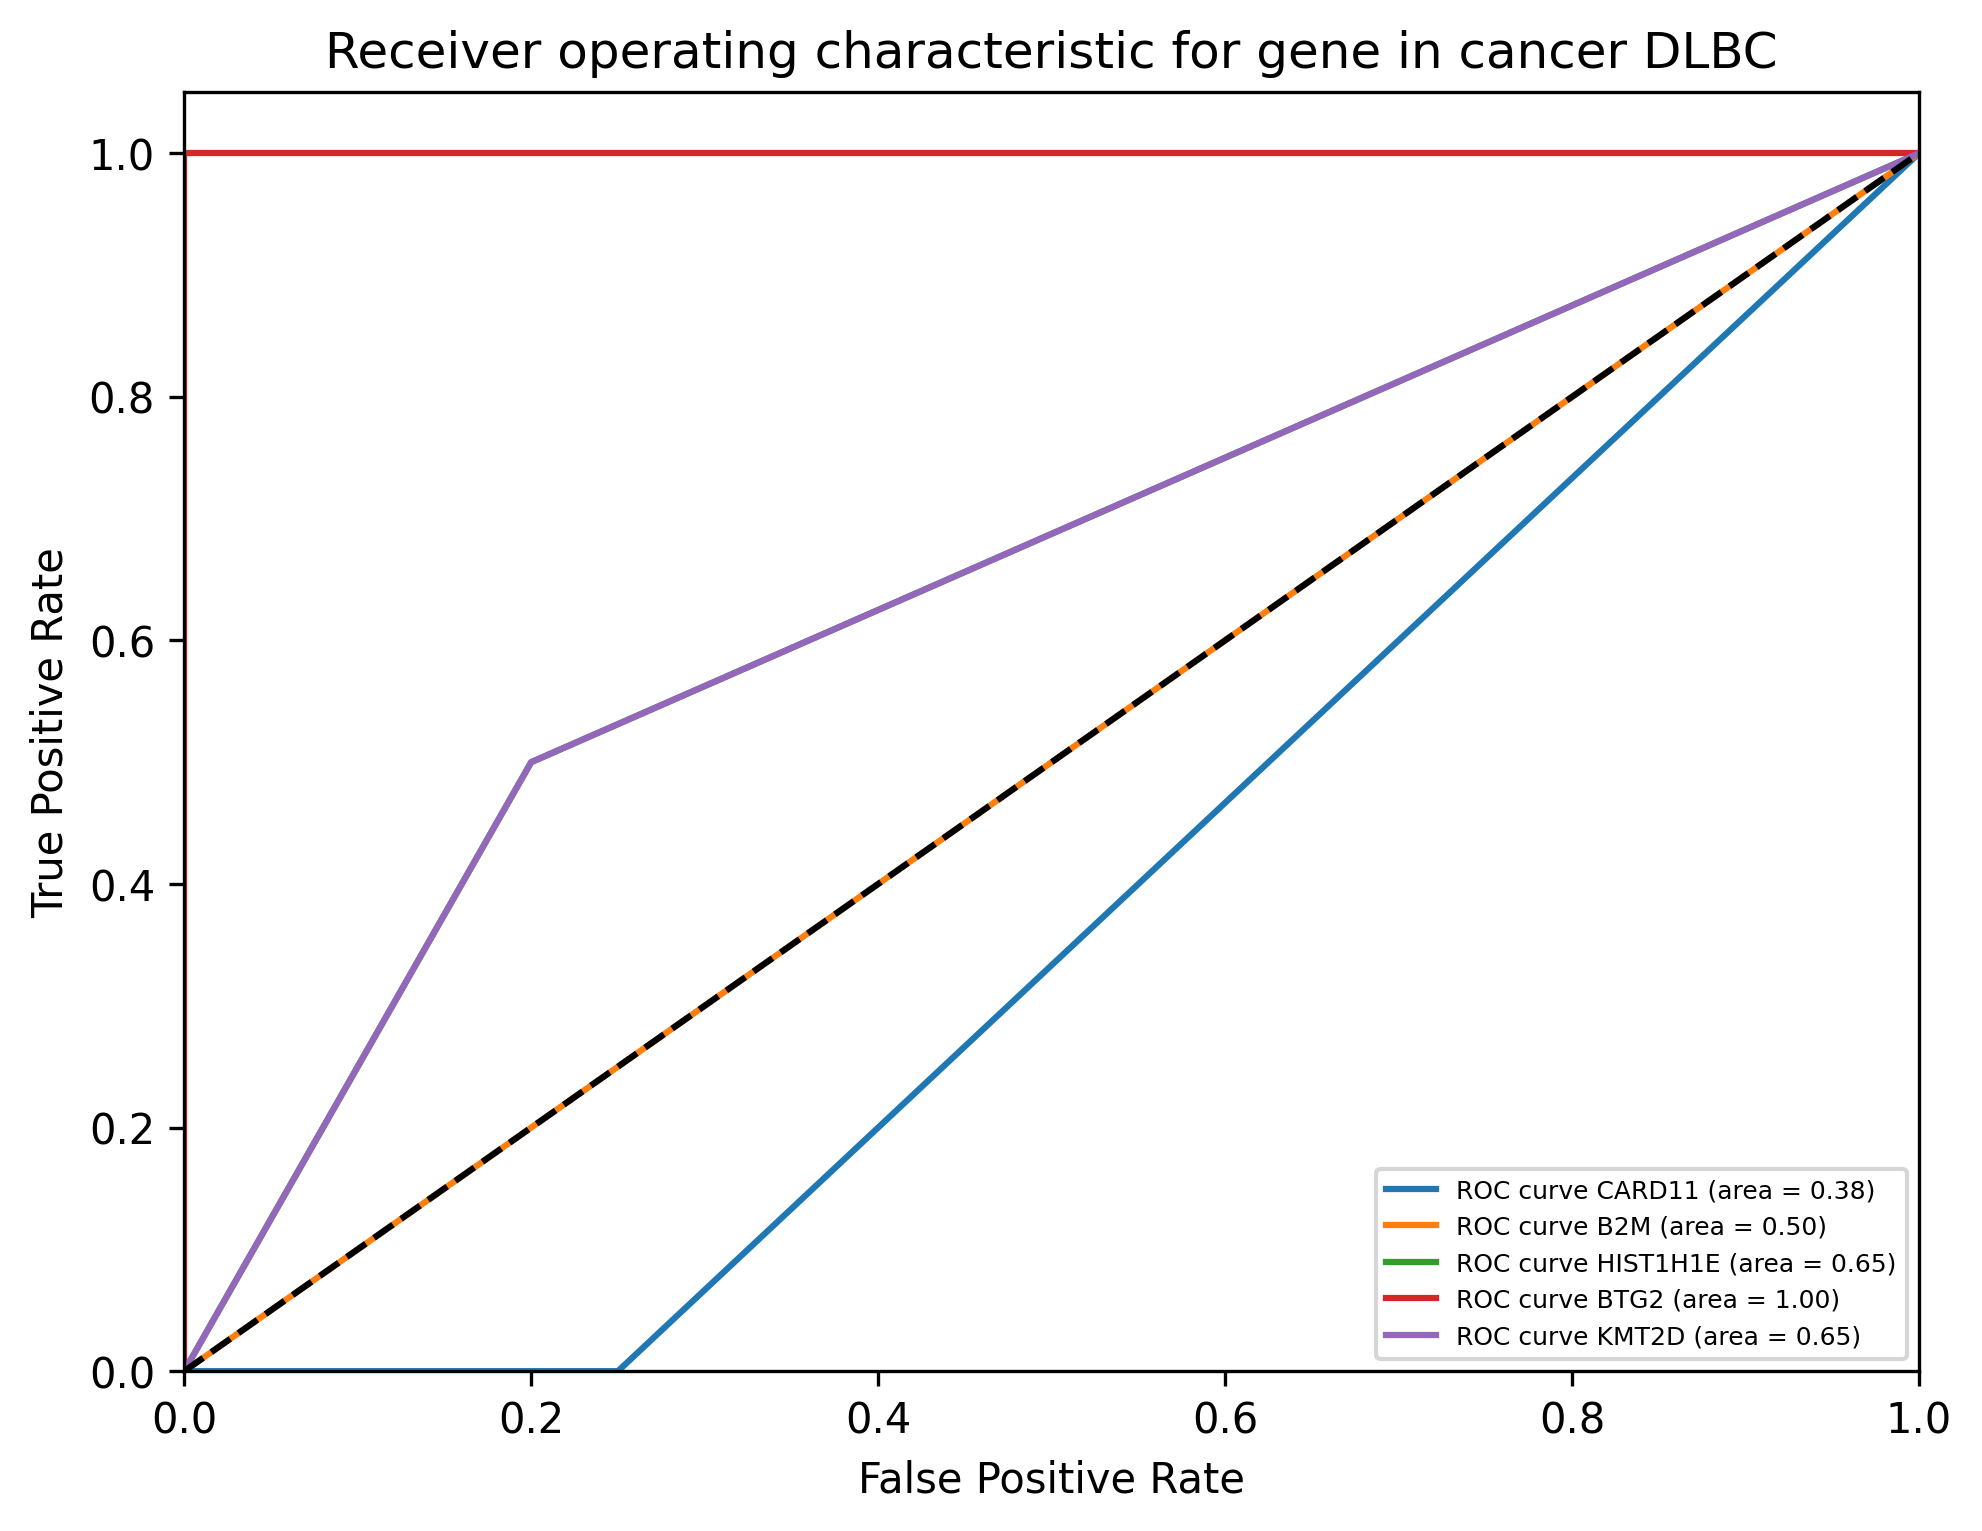 Receiver operating characteristic for gene in cancer DLBC
True Positive Rate
1.0
0.8
0.6
0.4
0.2
0.0
0.0 0.2 0.4 0.6 0.8 1.0
False Positive Rate
ROC curve CARD11 (area = 0.38)
ROC curve B2M (area = 0.50)
ROC curve HIST1H1E (area = 0.65)
ROC curve BTG2 (area = 1.00)
ROC curve KMT2D (area = 0.65)